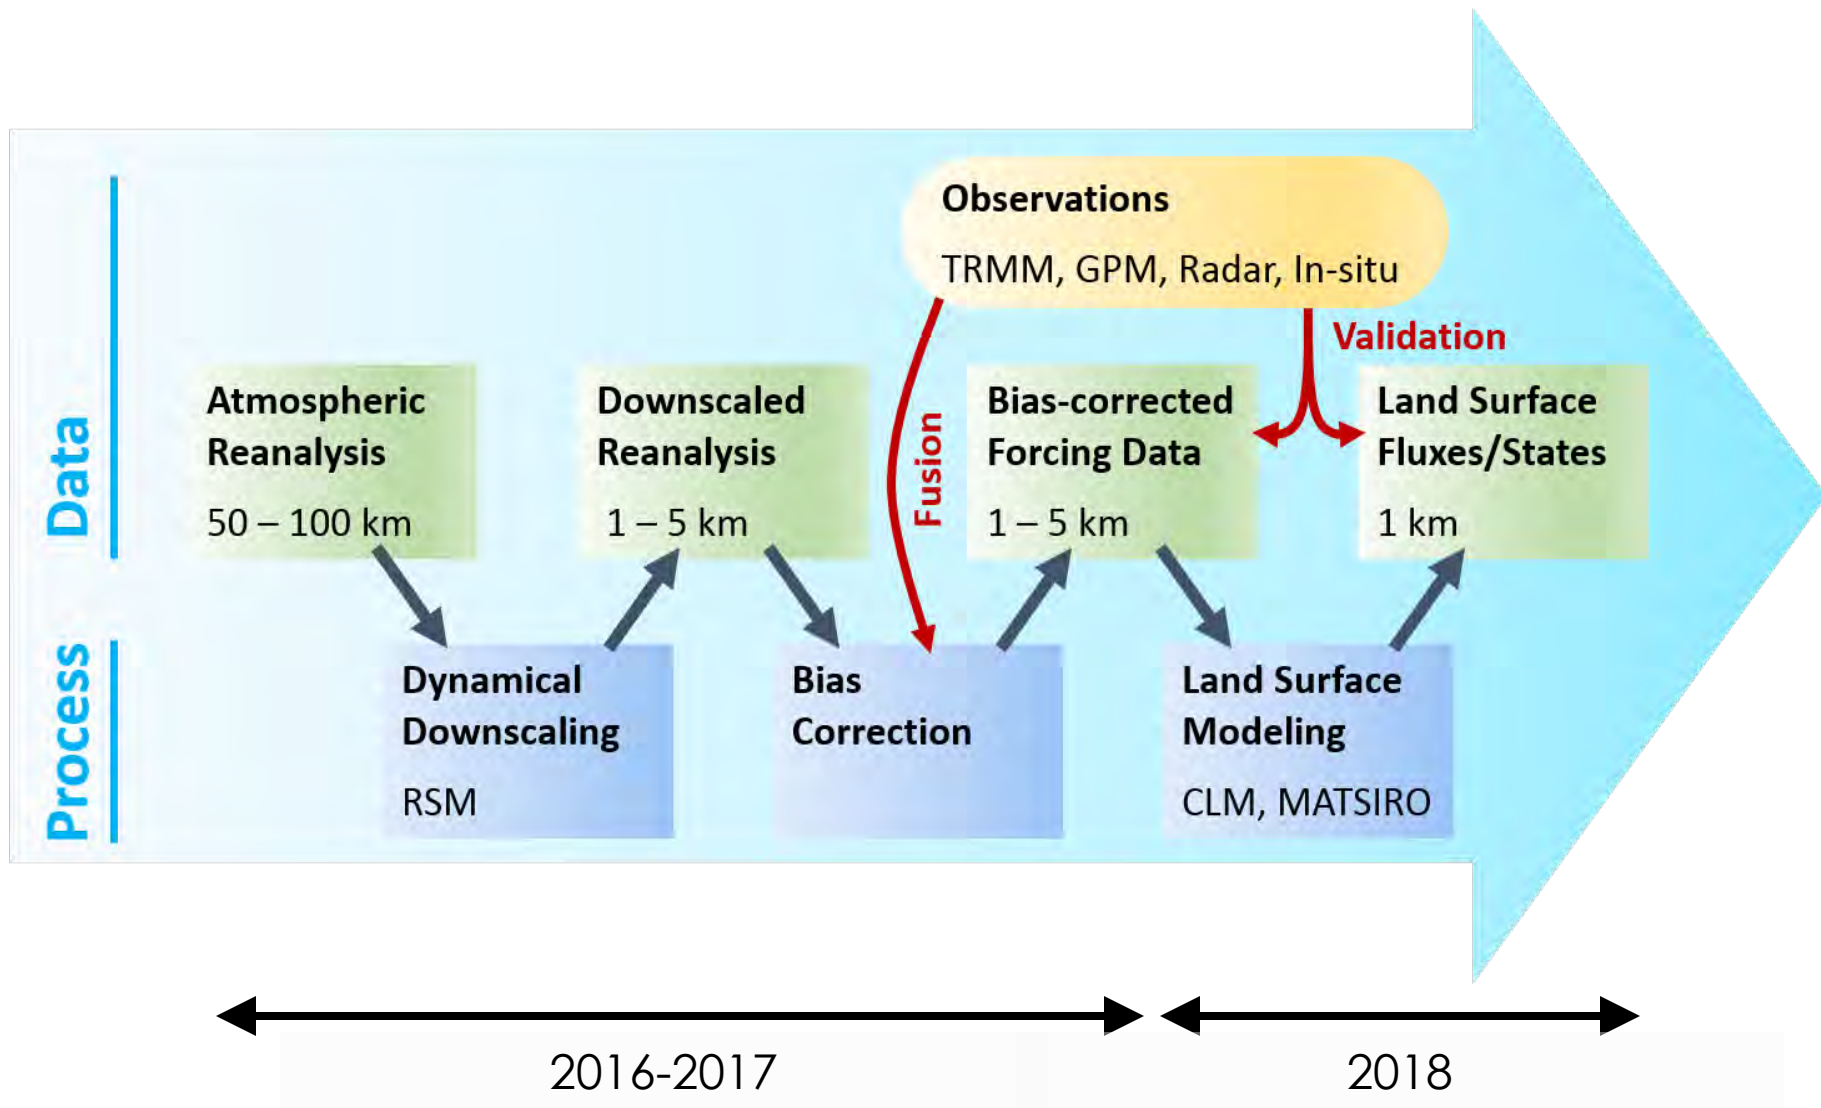 Observations
TRMM, GPM, Radar, In-situ
Validation
Fusion
Data
Atmospheric
Reanalysis
50 – 100 km
Downscaled
Reanalysis
1 – 5 km
Bias-corrected
Forcing Data
1 – 5 km
Land Surface
Fluxes/States
1 km
Process
Dynamical
Downscaling
RSM
Bias
Correction
Land Surface
Modeling
CLM, MATSIRO
2016-2017
2018